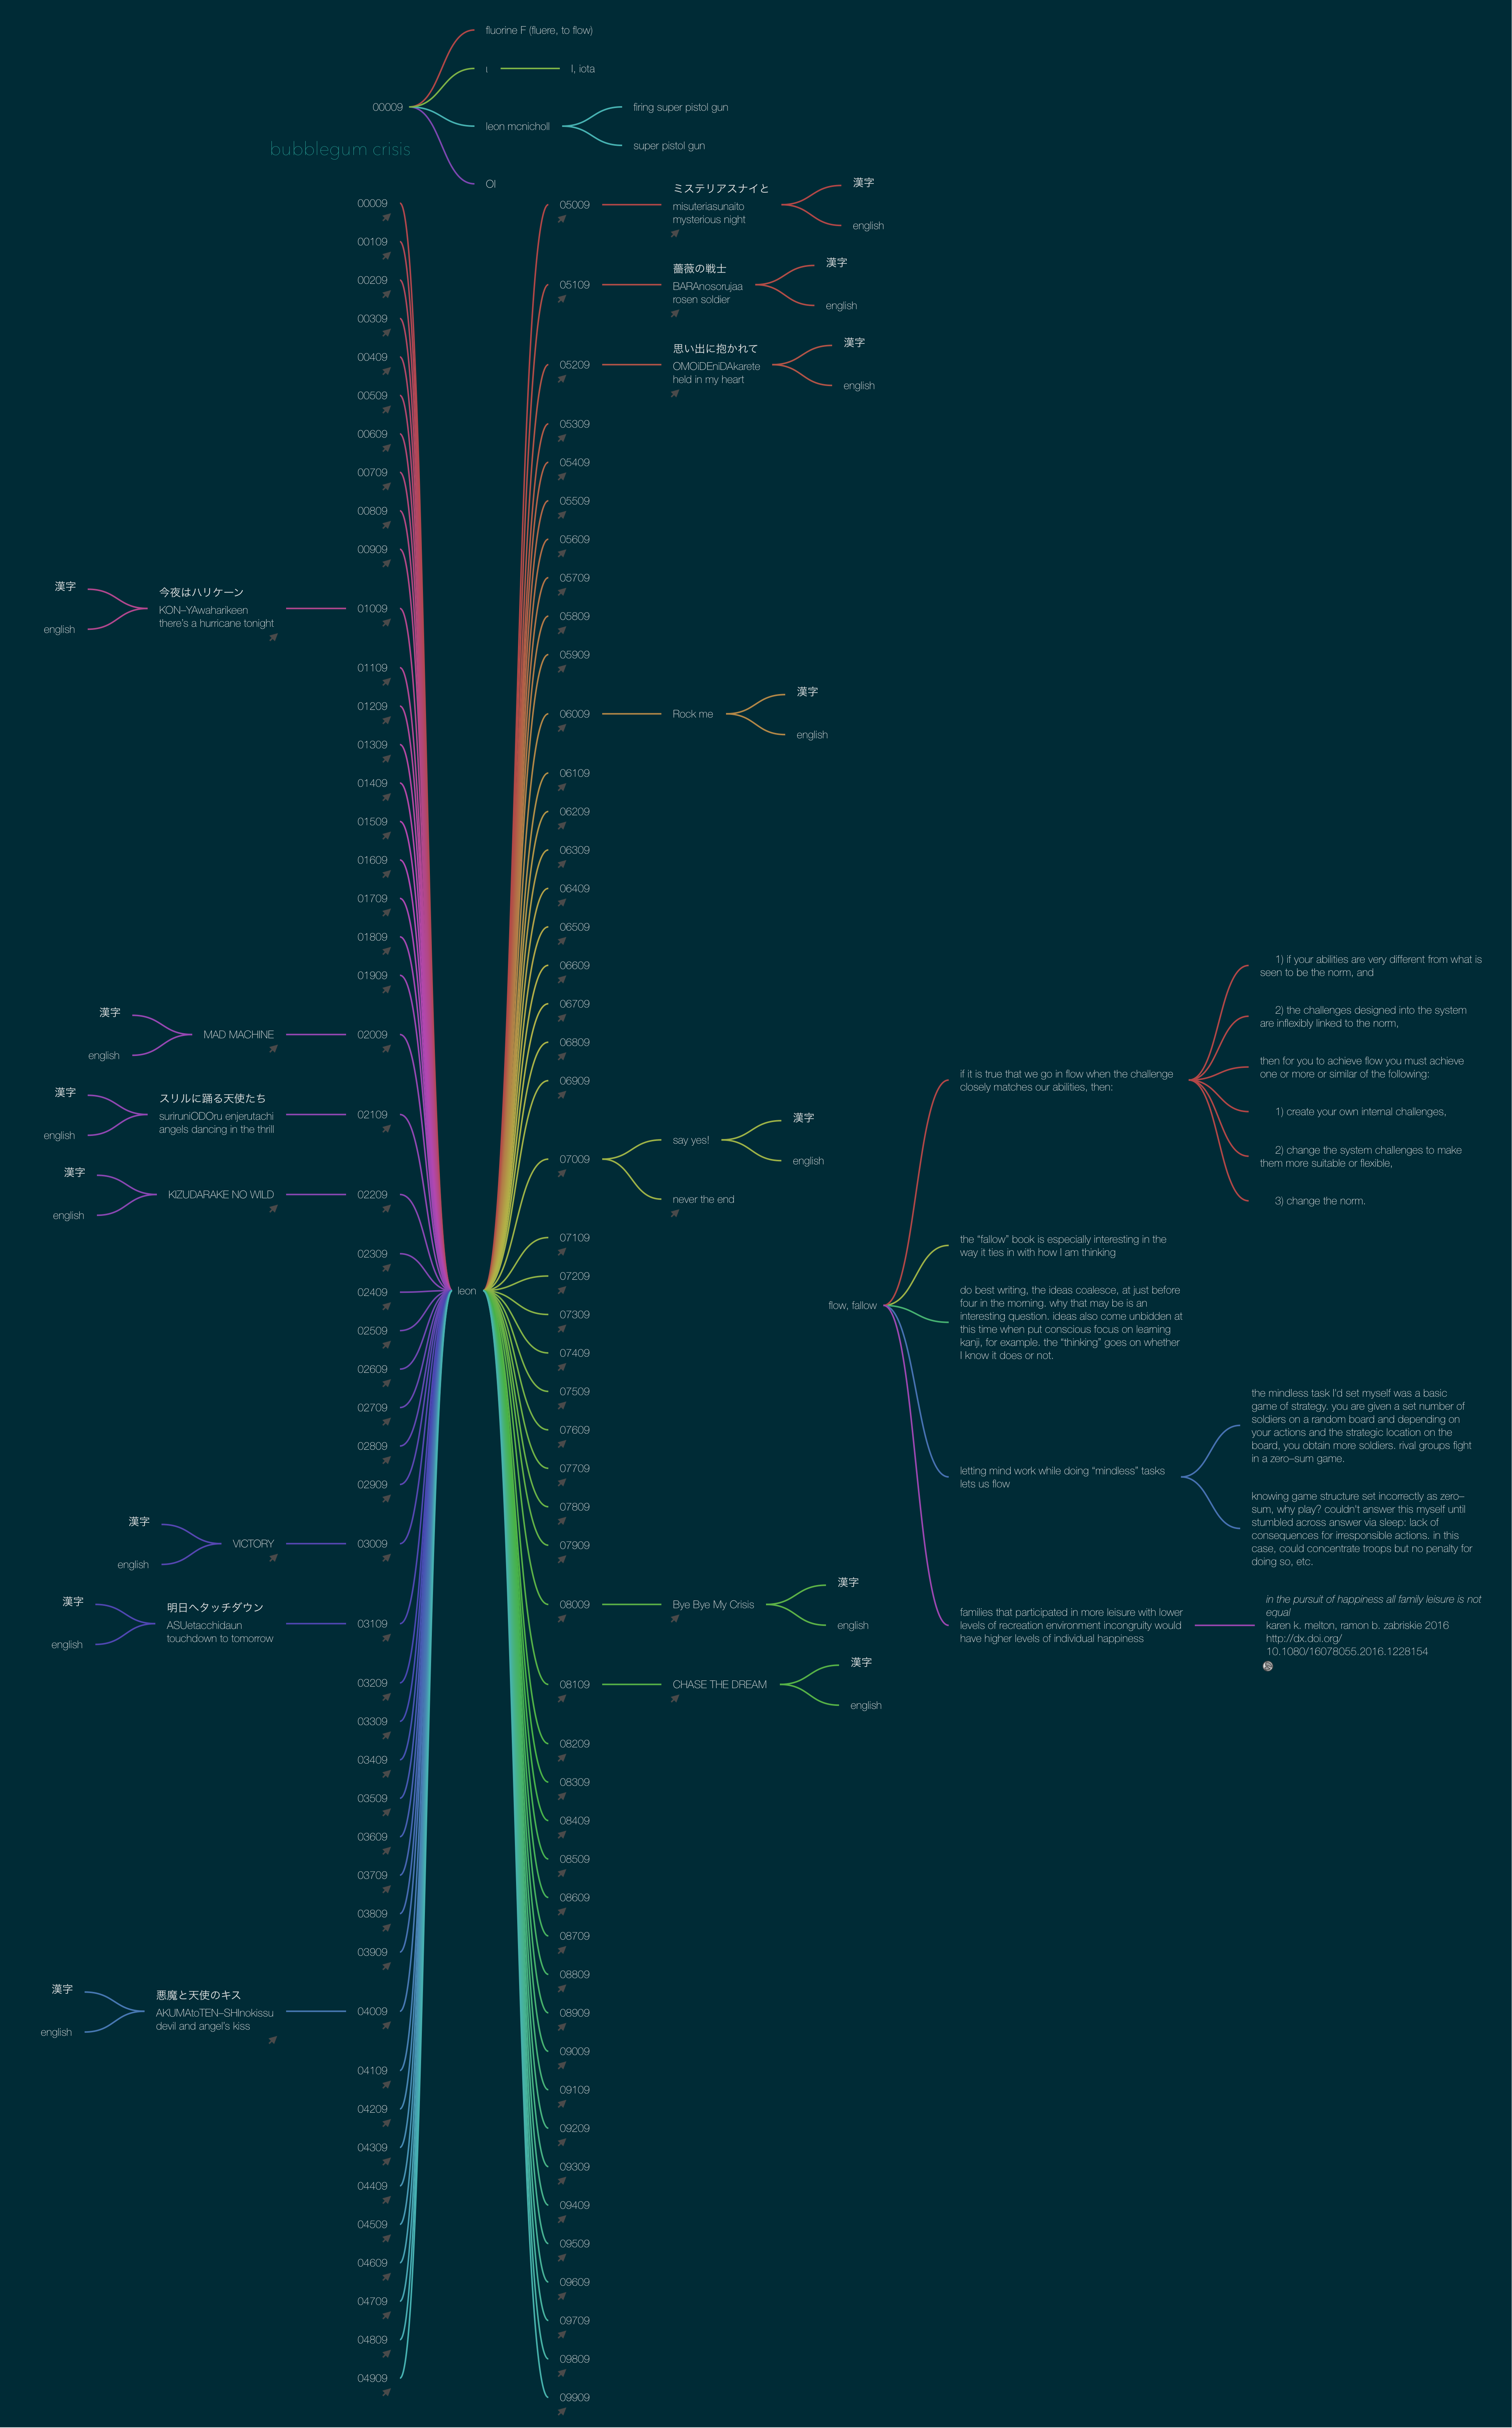 fluorine F (fluere, to flow)
ι
I, iota
00009
leon mcnicholl
firing super pistol gun
super pistol gun
OI
bubblegum crisis
00009
00109
00209
00309
00409
00509
00609
00709
00809
00909
漢字
english
今夜はハリケーン
KON–YAwaharikeen
there's a hurricane tonight
01009
01109
01209
01309
01409
01509
01609
01709
01809
01909
漢字
english
MAD MACHINE
02009
漢字
english
スリルに踊る天使たち
suriruniODOru enjerutachi
angels dancing in the thrill
02109
漢字
english
KIZUDARAKE NO WILD
02209
02309
02409
02509
02609
02709
02809
02909
漢字
english
VICTORY
03009
漢字
english
明日へタッチダウン
ASUetacchidaun
touchdown to tomorrow
03109
03209
03309
03409
03509
03609
03709
03809
03909
漢字
english
悪魔と天使のキス
AKUMAtoTEN–SHInokissu
devil and angel's kiss
04009
04109
04209
04309
04409
04509
04609
04709
04809
04909
leon
05009
ミステリアスナイと
misuteriasunaito
mysterious night
漢字
english
05109
薔薇の戦士
BARAnosorujaa
rosen soldier
漢字
english
05209
思い出に抱かれて
OMOIDEniDAkarete
held in my heart
漢字
english
05309
05409
05509
05609
05709
05809
05909
06009
Rock me
漢字
english
06109
06209
06309
06409
06509
06609
06709
06809
06909
07009
say yes!
漢字
english
never the end
07109
07209
07309
07409
07509
07609
07709
07809
07909
08009
Bye Bye My Crisis
漢字
english
08109
CHASE THE DREAM
漢字
english
08209
08309
08409
08509
08609
08709
08809
08909
09009
09109
09209
09309
09409
09509
09609
09709
09809
09909
flow, fallow
if it is true that we go in flow when the challenge
closely matches our abilities, then:
1) if your abilities are very different from what is
seen to be the norm, and
2) the challenges designed into the system
are inflexibly linked to the norm,
then for you to achieve flow you must achieve
one or more or similar of the following:
1) create your own internal challenges,
2) change the system challenges to make
them more suitable or flexible,
3) change the norm.
the “fallow” book is especially interesting in the
way it ties in with how I am thinking
do best writing, the ideas coalesce, at just before
four in the morning. why that may be is an
interesting question. ideas also come unbidden at
this time when put conscious focus on learning
kanji, for example. the “thinking” goes on whether
I know it does or not.
letting mind work while doing “mindless” tasks
lets us flow
the mindless task I'd set myself was a basic
game of strategy. you are given a set number of
soldiers on a random board and depending on
your actions and the strategic location on the
board, you obtain more soldiers. rival groups fight
in a zero–sum game.
knowing game structure set incorrectly as zero–
sum, why play? couldn't answer this myself until
stumbled across answer via sleep: lack of
consequences for irresponsible actions. in this
case, could concentrate troops but no penalty for
doing so, etc.
families that participated in more leisure with lower
levels of recreation environment incongruity would
have higher levels of individual happiness
in the pursuit of happiness all family leisure is not
equal
karen k. melton, ramon b. zabriskie 2016
http://dx.doi.org/
10.1080/16078055.2016.1228154